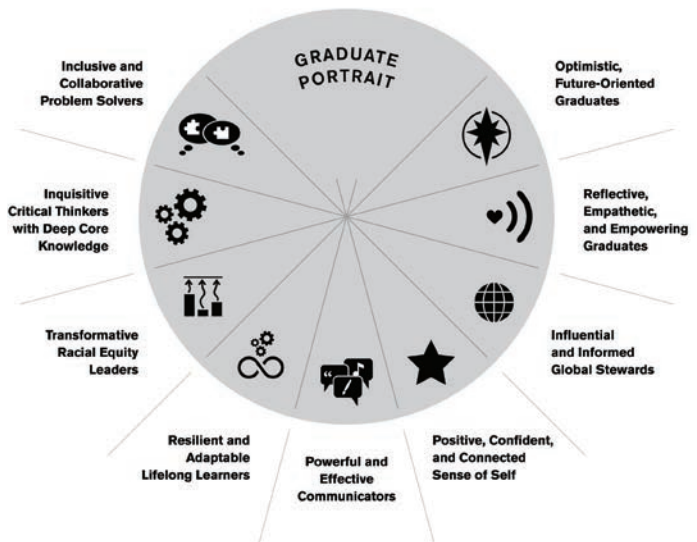 GRADUATE
PORTRAIT
Inclusive and
Collaborative
Problem Solvers
Optimistic,
Future-Oriented
Graduates
Inquisitive
Critical Thinkers
with Deep Core
Knowledge
Reflective,
Empathetic,
and Empowering
Graduates
Transformative
Racial Equity
Leaders
Influential
and Informed
Global Stewards
Resilient and
Adaptable
Lifelong Learners
Powerful and
Effective
Communicators
Positive, Confident,
and Connected
Sense of Self